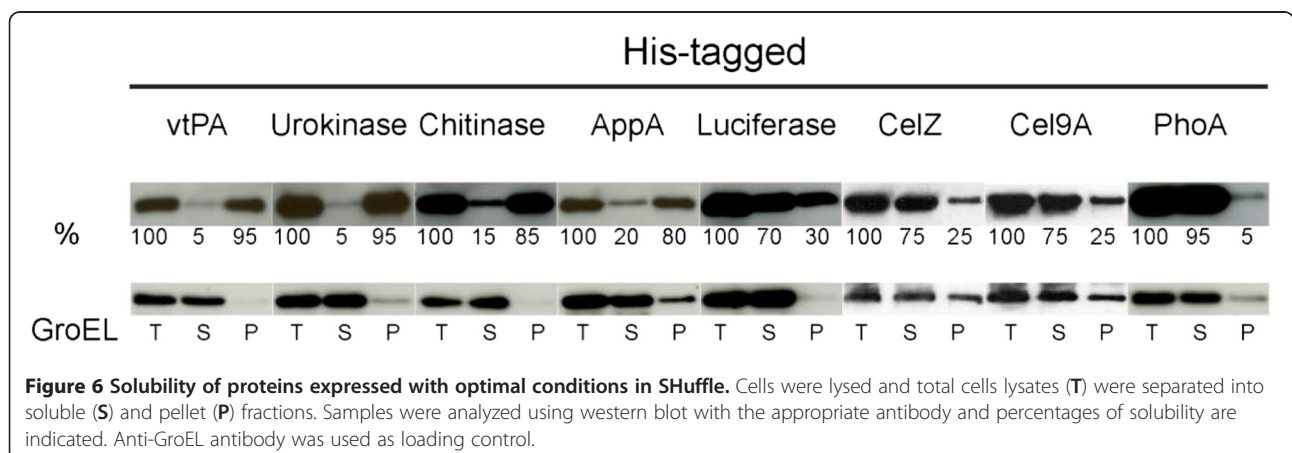 His-tagged
vtPA Urokinase Chitinase AppA Luciferase CelZ Cel9A PhoA
% 100 5 95 100 5 95 100 15 85 100 20 80 100 70 30 100 75 25 100 75 25 100 95 5
GroEL T S P T S P T S P T S P T S P T S P T S P T S P
Figure 6 Solubility of proteins expressed with optimal conditions in SHuffle. Cells were lysed and total cells lysates (T) were separated into
soluble (S) and pellet (P) fractions. Samples were analyzed using western blot with the appropriate antibody and percentages of solubility are
indicated. Anti-GroEL antibody was used as loading control.